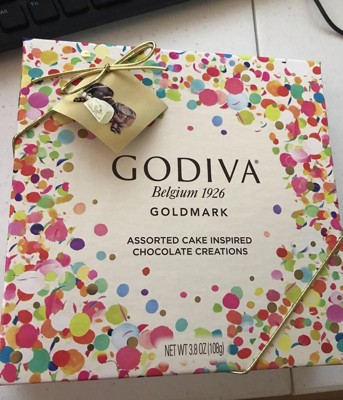 GODIVA®
Belgium 1926
GOLDMARK
ASSORTED CAKE INSPIRED
CHOCOLATE CREATIONS
NET WT 3.8 OZ (108g)